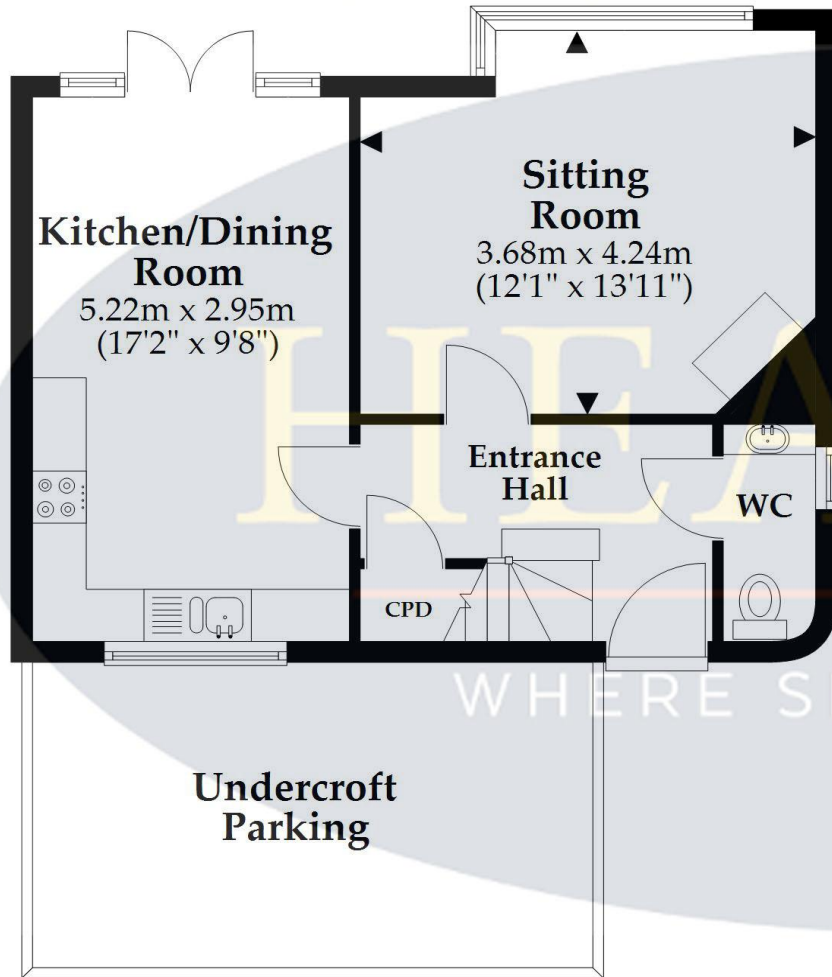 Kitchen/Dining
Room
5.22m x 2.95m
(17'2" x 9'8")
Sitting
Room
3.68m x 4.24m
(12'1" x 13'11")
Entrance
Hall
WC
CPD
Undercroft
Parking
HEA
WHERE S